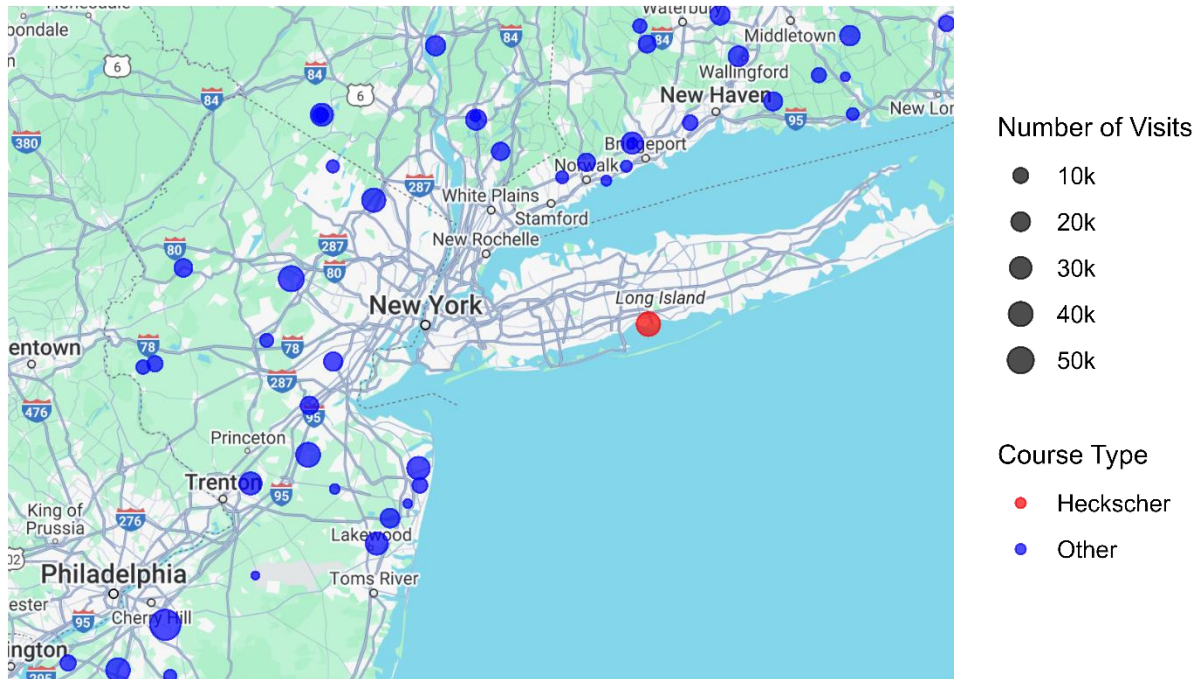 Honesdale
Waterbury
bondale
84
84
Middletown
6
84
6
Wallingford
84
New Haven
New Lon
380
95
Bridgeport
Norwalk
287
White Plains
Stamford
New Rochelle
80
287
80
Long Island
New York
78
78
entown
287
476
95
Princeton
Trenton
95
King of
Prussia
276
Lakewood
Philadelphia
Toms River
ester
Cherry Hill
95
ington
295
Number of Visits
10k
20k
30k
40k
50k
Course Type
Heckscher
Other